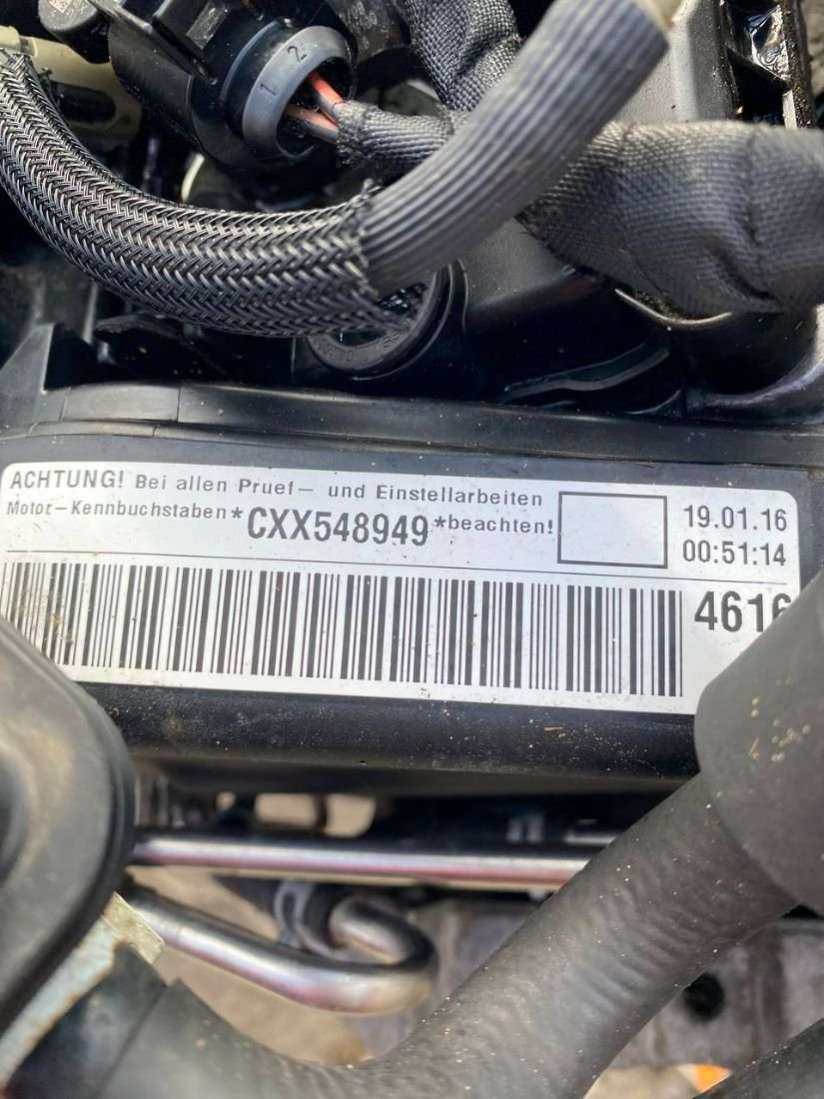 1 2
ACHTUNG! Bei allen Pruef- und Einstellarbeiten
Motor-Kennbuchstaben *CXX548949 *beachten!
19.01.16
00:51:14
4616